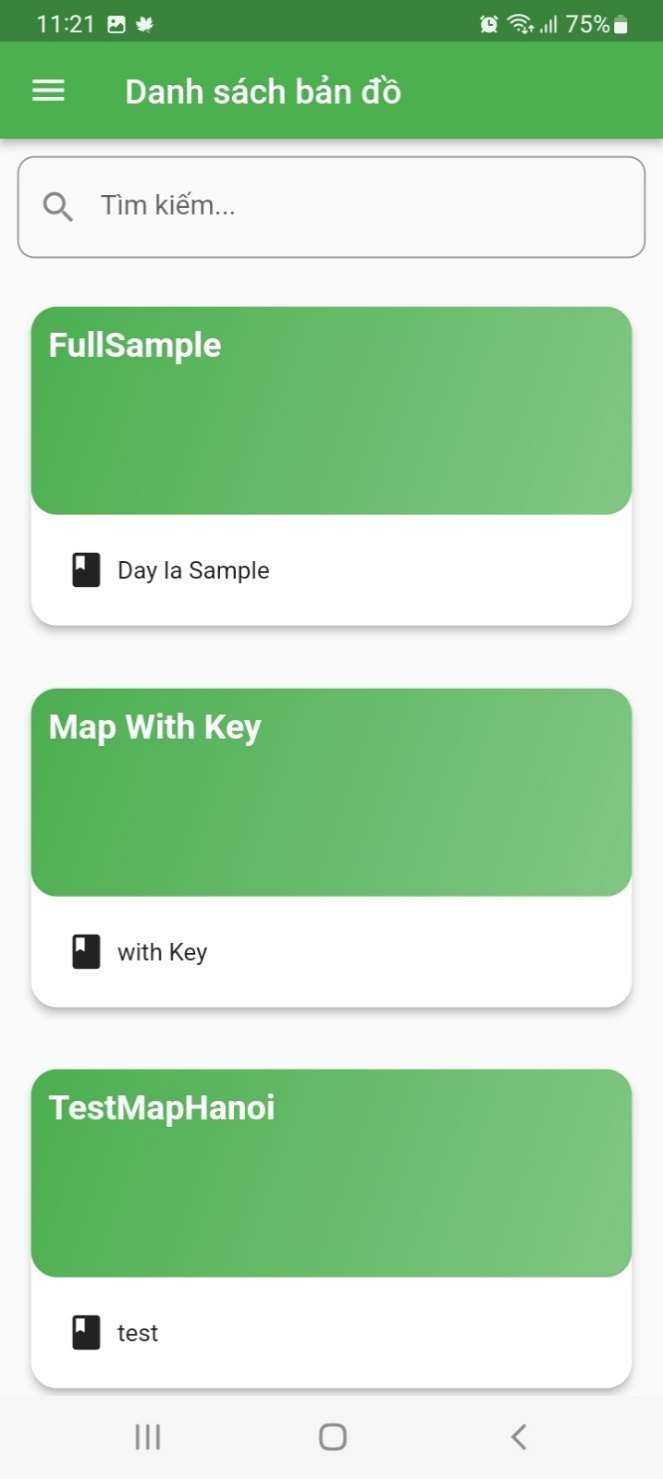 11:21 75%
Danh sách bản đồ
Tìm kiếm...
FullSample
Day la Sample
Map With Key
with Key
TestMapHanoi
test